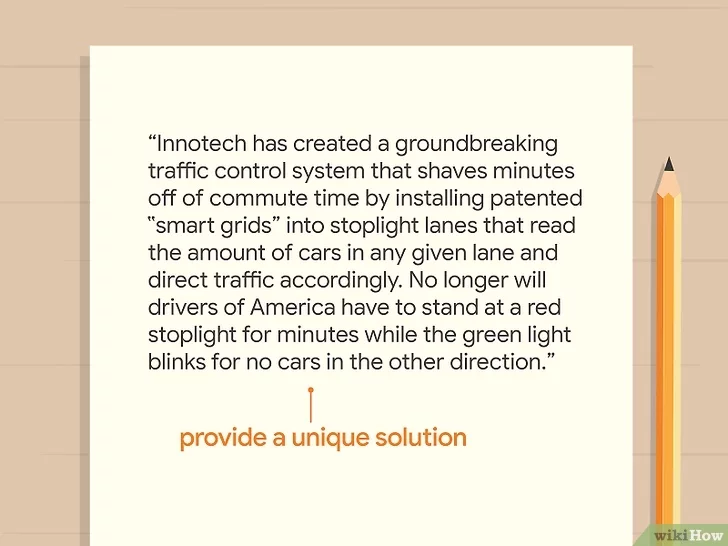 “Innotech has created a groundbreaking
traffic control system that shaves minutes
off of commute time by installing patented
“smart grids” into stoplight lanes that read
the amount of cars in any given lane and
direct traffic accordingly. No longer will
drivers of America have to stand at a red
stoplight for minutes while the green light
blinks for no cars in the other direction.”
provide a unique solution
wikiHow